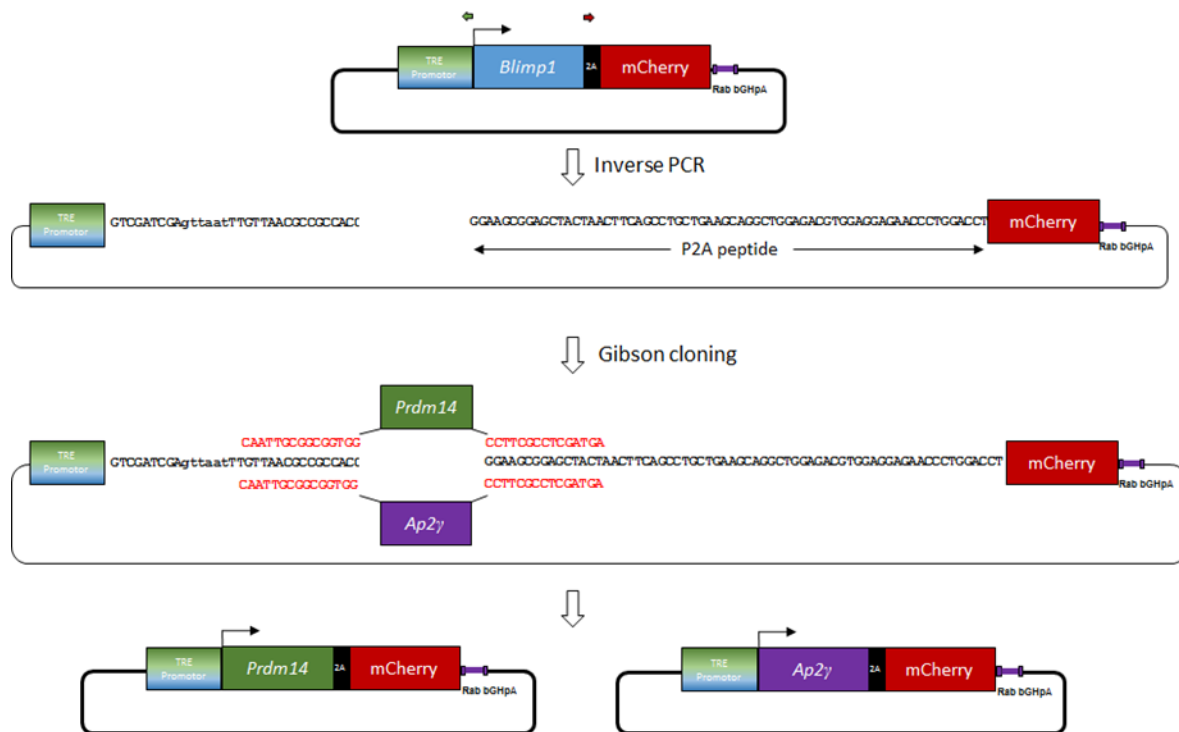 TRE
Promotor
Blimp1
2A
mCherry
Rab bGHpA
Inverse PCR
TRE
Promotor
GTCGATCGAgttaatTTGTTAACGCCGCCACC
GGAAGCGGAGCTACTAACTTCAGCCTGCTGAAGCAGGCTGGAGACGTGGAGGAGAACCCTGGACCT
mCherry
Rab bGHpA
P2A peptide
Gibson cloning
Prdm14
CAATTGCGGCGGTGG
CCTTCGCCTCGATGA
TRE
Promotor
GTCGATCGAgttaatTTGTTAACGCCGCCACC
GGAAGCGGAGCTACTAACTTCAGCCTGCTGAAGCAGGCTGGAGACGTGGAGGAGAACCCTGGACCT
mCherry
Rab bGHpA
CAATTGCGGCGGTGG
CCTTCGCCTCGATGA
Ap2γ
TRE
Promotor
Prdm14
2A
mCherry
Rab bGHpA
TRE
Promotor
Ap2γ
2A
mCherry
Rab bGHpA